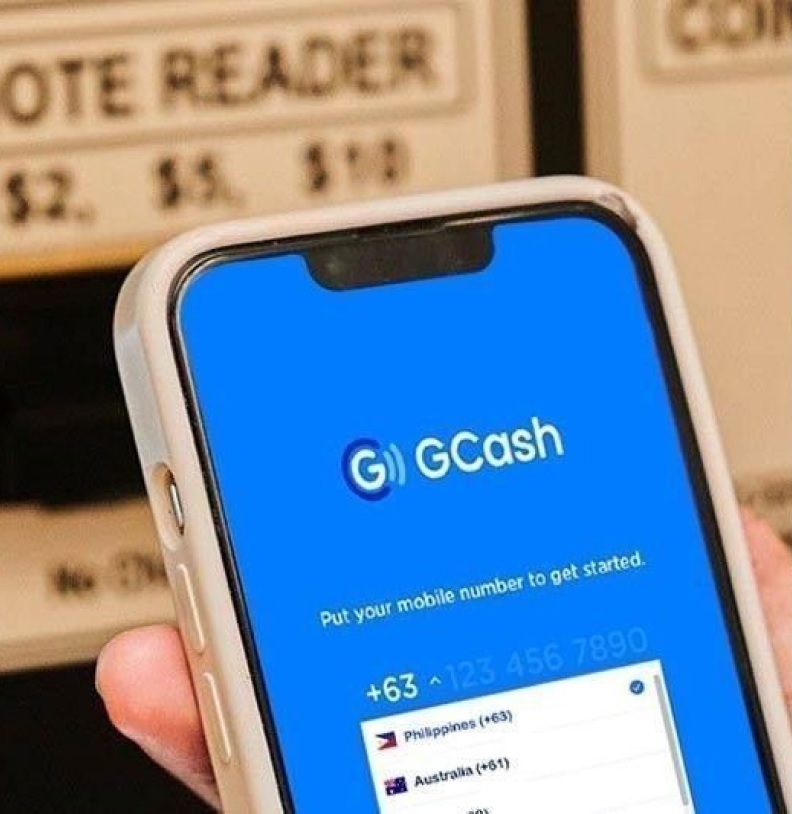 OTE READER
$2, $5, $10
COIN
GCash
Put your mobile number to get started.
+63 ^ 123 456 7890
Philippines (+63)
Australia (+61)